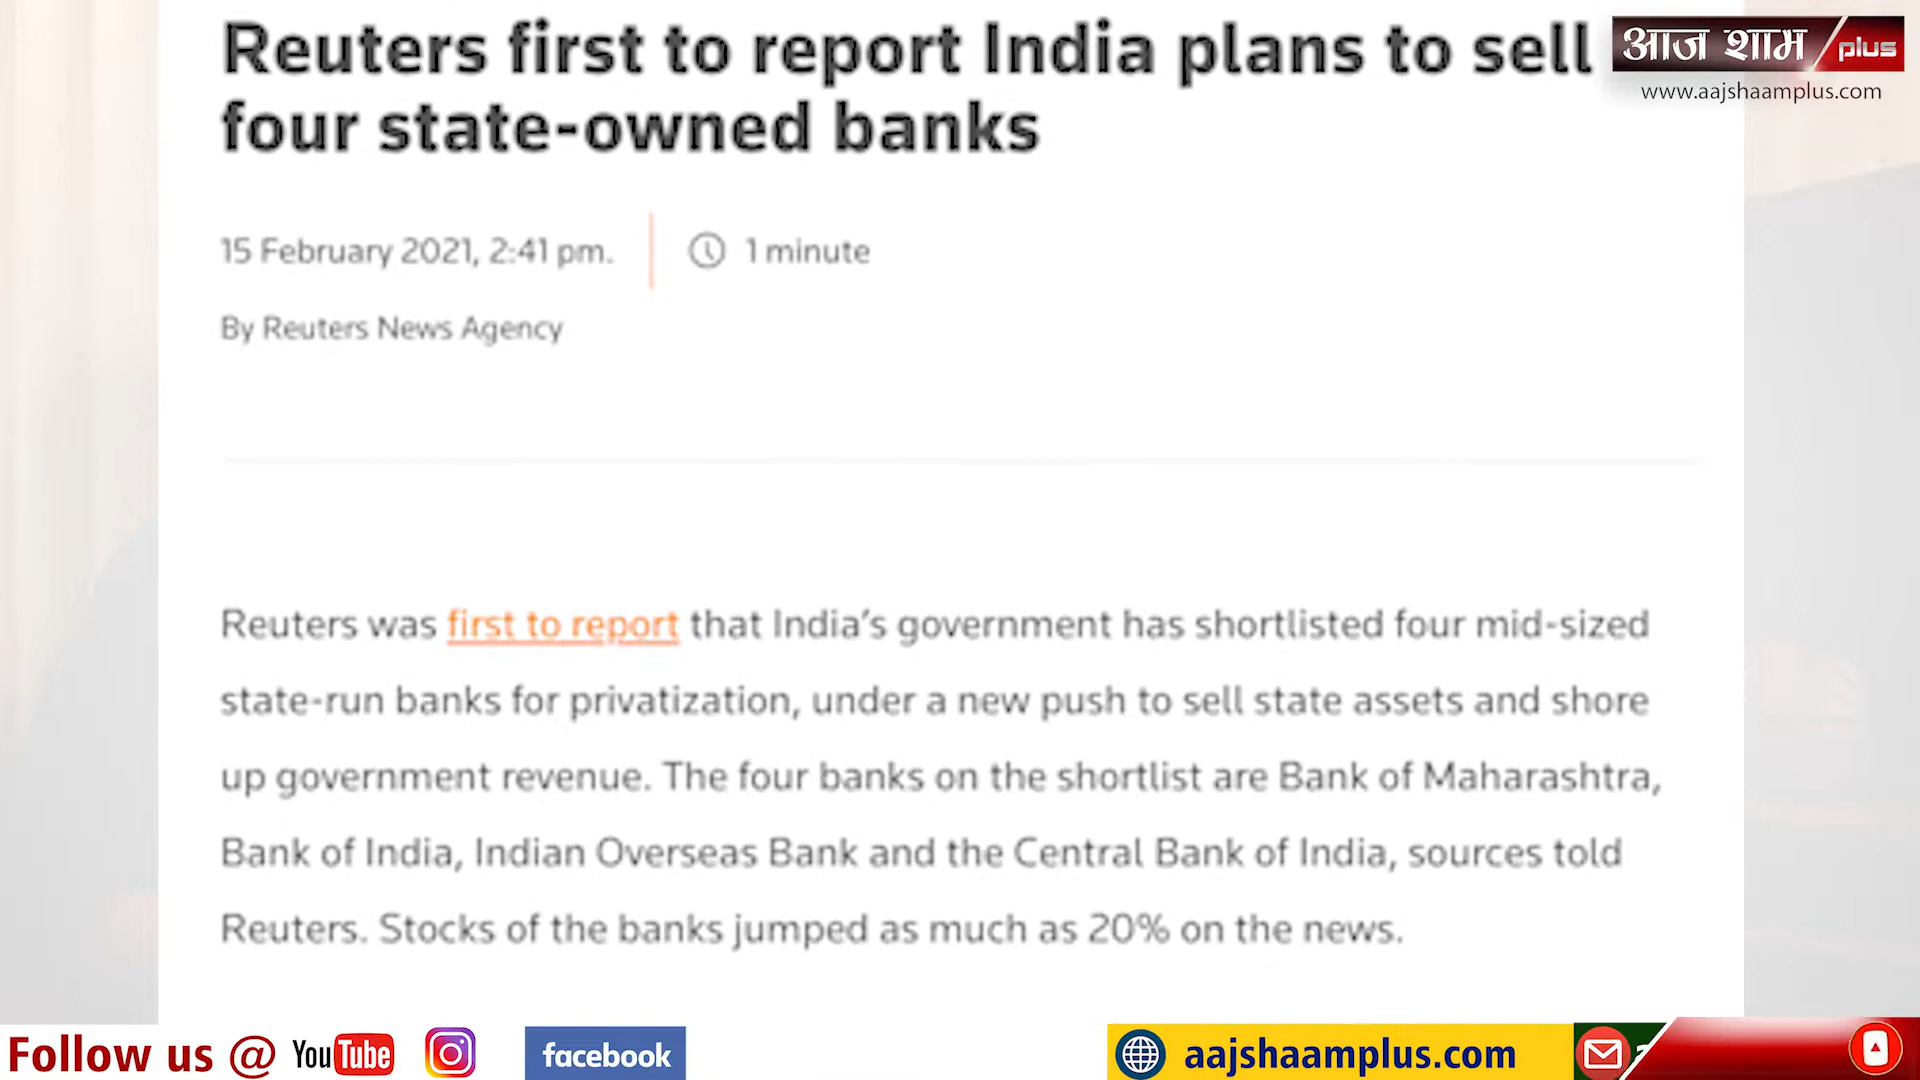 Reuters first to report India plans to sell
four state-owned banks
आज शाम plus
www.aajshaamplus.com
15 February 2021, 2:41 pm.
1 minute
By Reuters News Agency
Reuters was first to report that India's government has shortlisted four mid-sized
state-run banks for privatization, under a new push to sell state assets and shore
up government revenue. The four banks on the shortlist are Bank of Maharashtra,
Bank of India, Indian Overseas Bank and the Central Bank of India, sources told
Reuters. Stocks of the banks jumped as much as 20% on the news.
Follow us @ YouTube facebook aajshaamplus.com